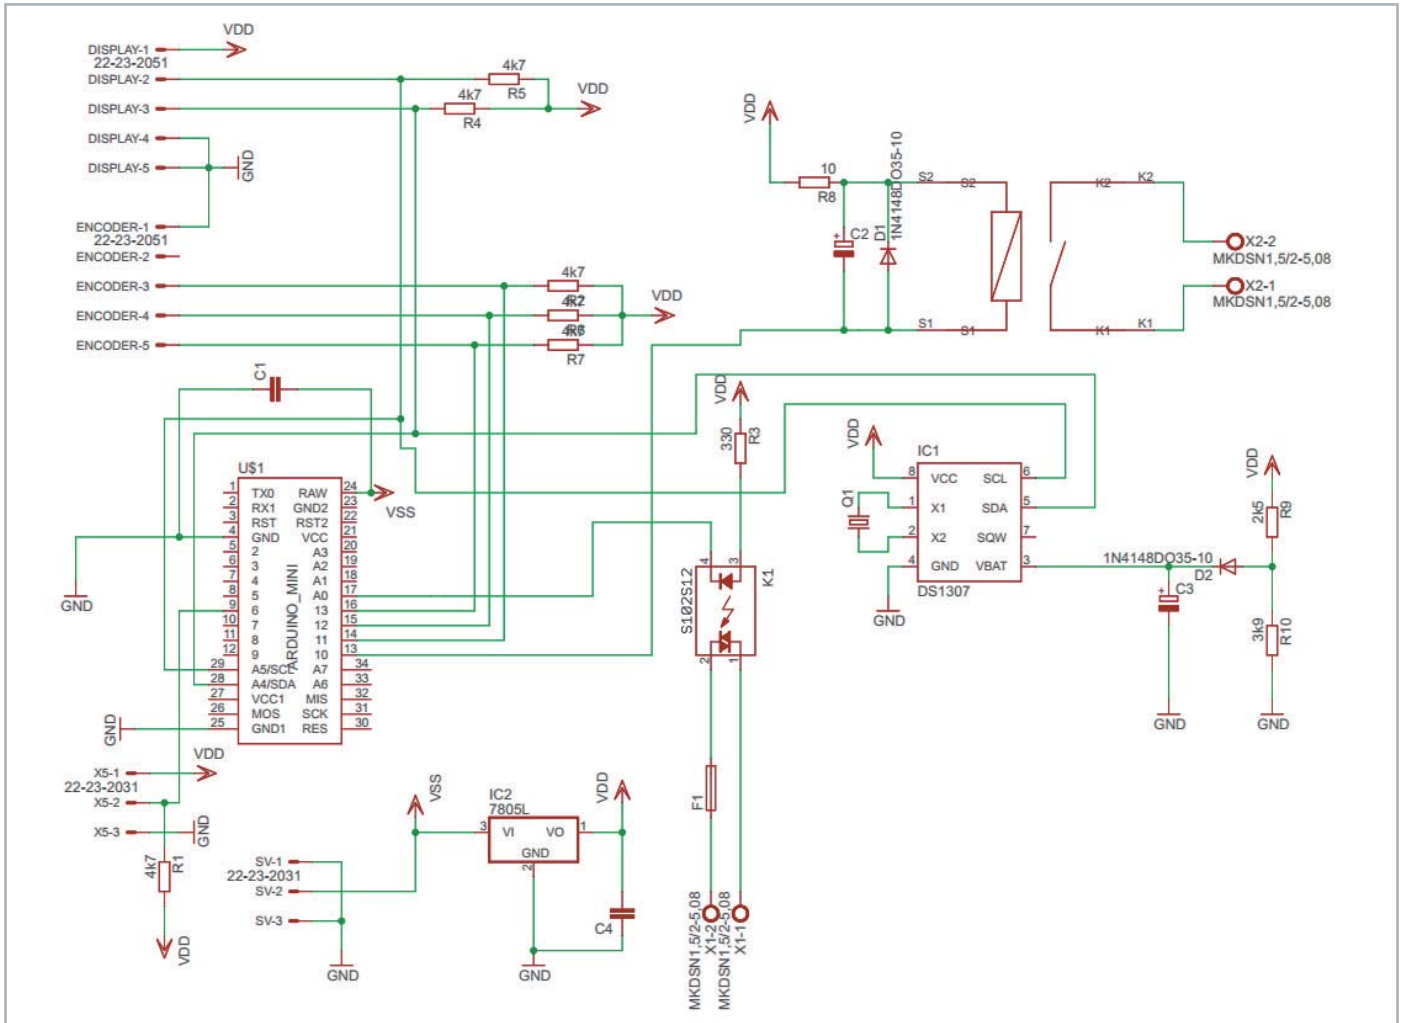 VDD
DISPLAY-1
22-23-2051
DISPLAY-2
DISPLAY-3
DISPLAY-4
DISPLAY-5
GND
4k7
R5
4k7
R4
VDD
ENCODER-1
22-23-2051
ENCODER-2
ENCODER-3
ENCODER-4
ENCODER-5
4k7
R2
4k7
R6
4k7
R7
VDD
VDD
10
R8
C2
+
D1
1N4148DO35-10
S2
S2
S1
S1
K2
K2
K1
K1
X2-2
MKDSN1,5/2-5,08
X2-1
MKDSN1,5/2-5,08
C1
VSS
GND
U$1
ARDUINO_MINI
1 TX0 RAW 24
2 RX1 GND2 23
3 RST RST2 22
4 GND VCC 21
5 2 A3 20
6 3 A2 19
7 4 A1 18
8 5 A0 17
9 6 13 16
10 7 12 15
11 8 11 14
12 9 10 13
29 A5/SCL A7 34
28 A4/SDA A6 33
27 VCC1 MIS 32
26 MOS SCK 31
25 GND1 RES 30
GND
VDD
330
R3
S102S12
K1
4
3
2
1
F1
X1-2
MKDSN1,5/2-5,08
X1-1
MKDSN1,5/2-5,08
VDD
Q1
IC1
8 VCC SCL 6
1 X1 SDA 5
2 X2 SQW 7
4 GND VBAT 3
DS1307
GND
1N4148DO35-10
D2
+
C3
GND
VDD
2k5
R9
3k9
R10
GND
X5-1
22-23-2031
X5-2
X5-3
VDD
GND
4k7
R1
VDD
SV-1
22-23-2031
SV-2
SV-3
GND
VSS
IC2
7805L
3 VI VO 1
GND
2
VDD
C4
GND